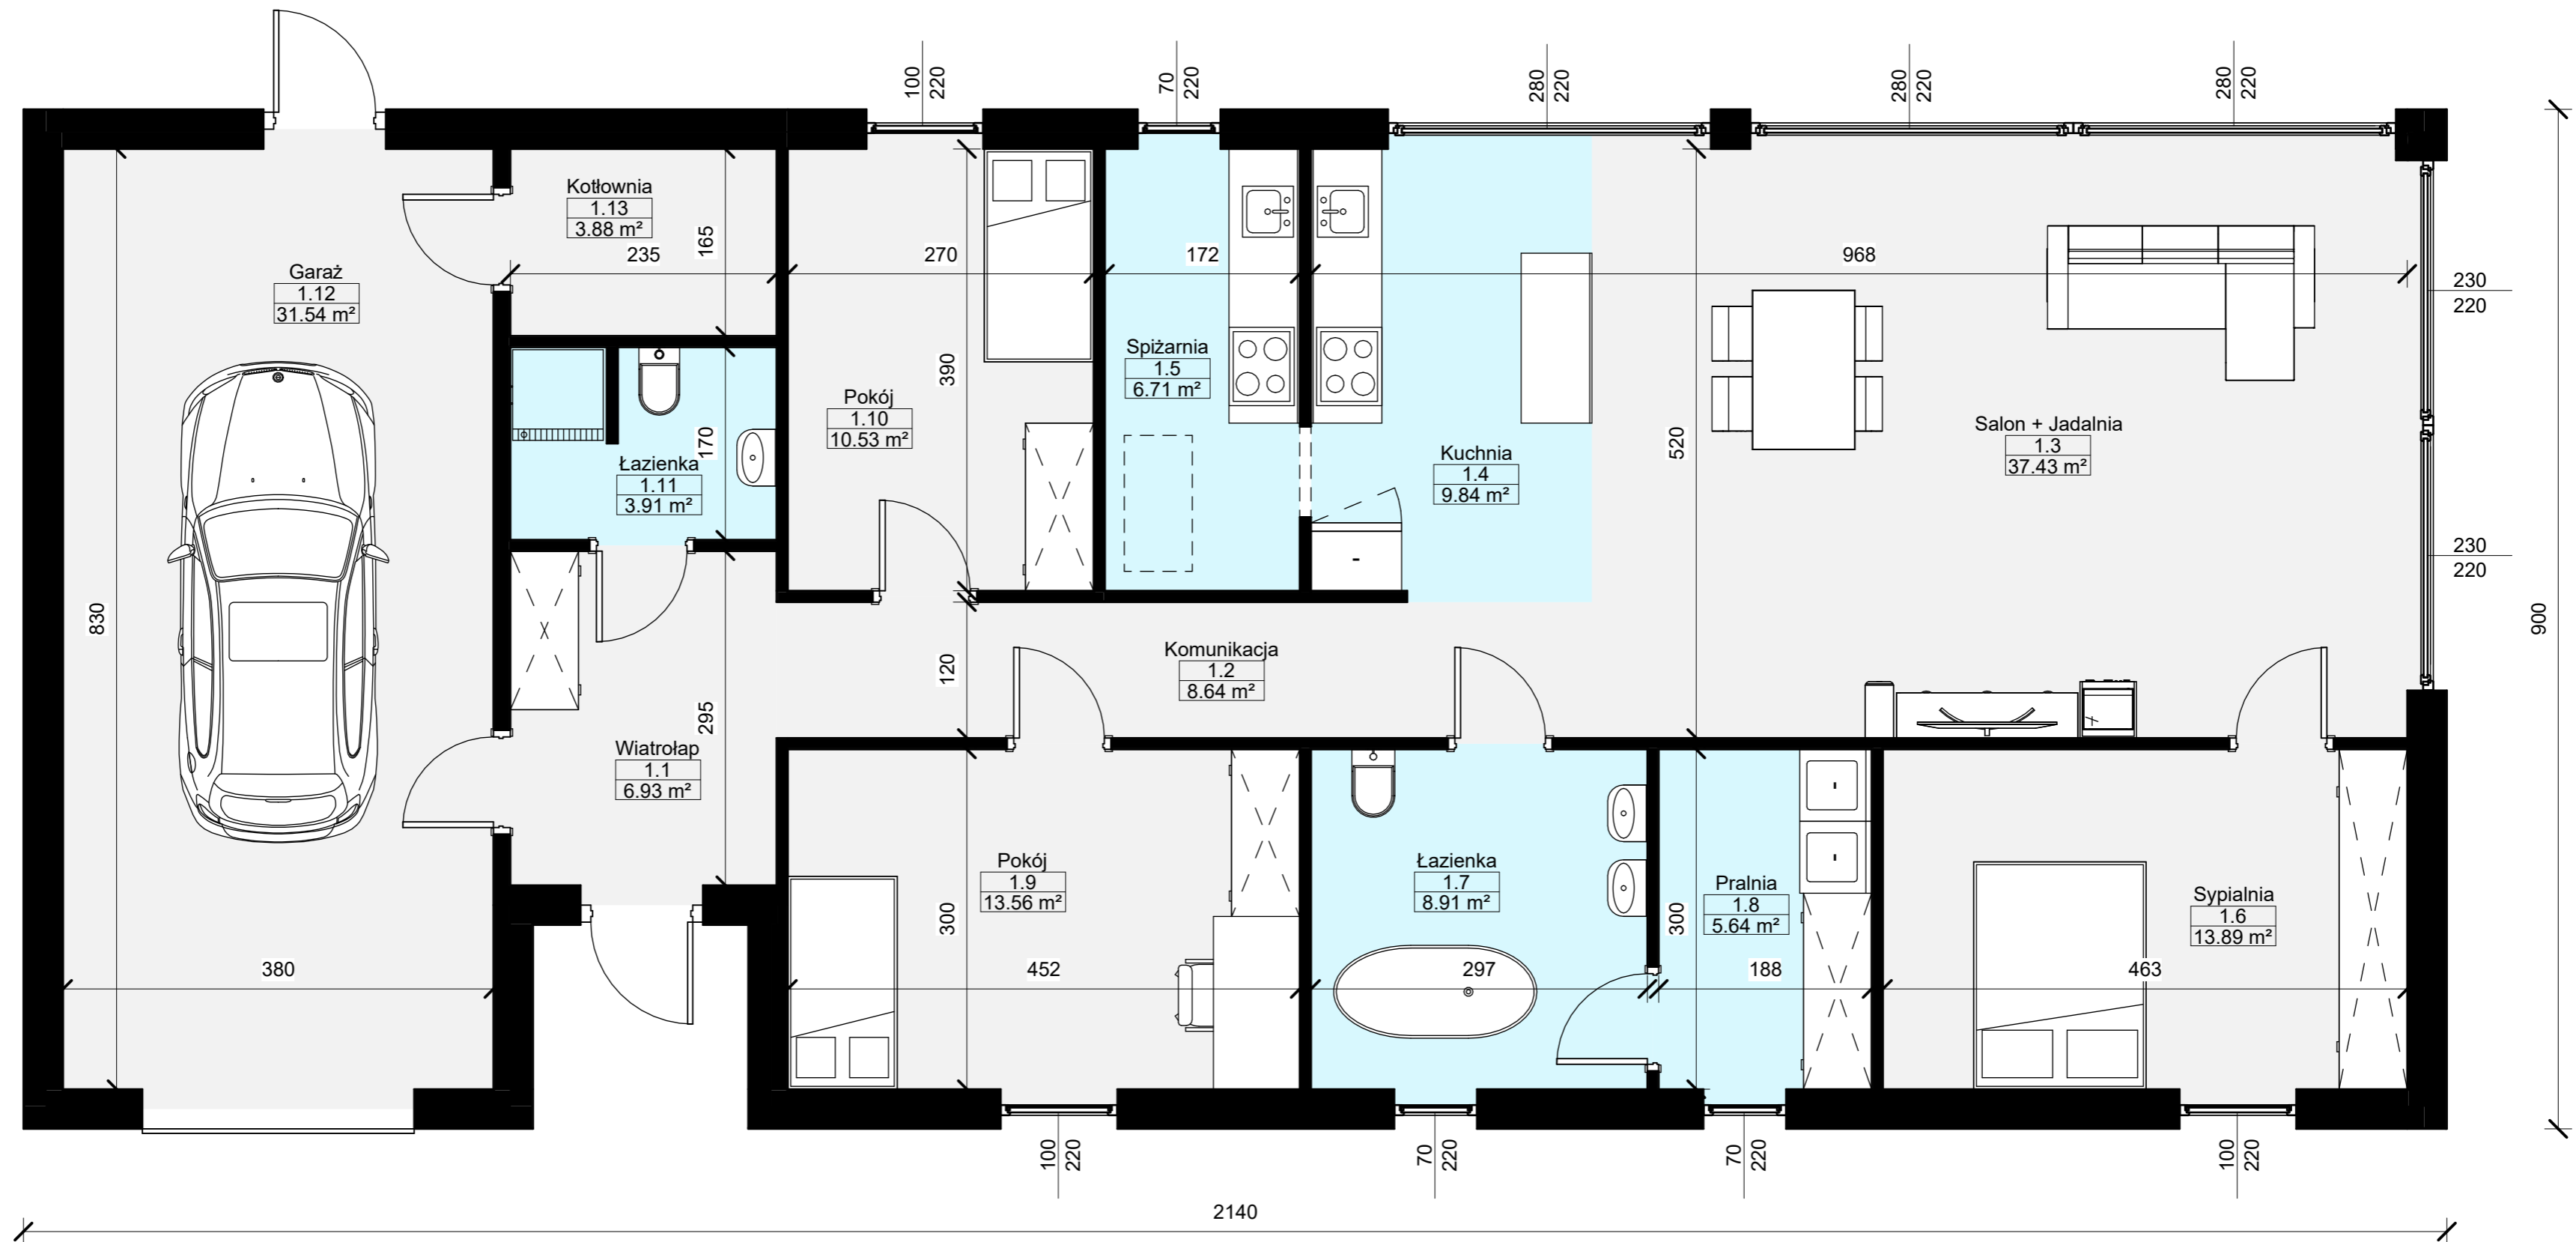 100
220
70
220
280
220
280
220
280
220
Kotłownia
1.13
3.88 m²
235
165
Garaż
1.12
31.54 m²
270
172
968
230
220
Spiżarnia
1.5
6.71 m²
390
Pokój
1.10
10.53 m²
Salon + Jadalnia
1.3
37.43 m²
170
520
Łazienka
1.11
3.91 m²
Kuchnia
1.4
9.84 m²
230
220
830
900
Komunikacja
1.2
8.64 m²
120
295
Wiatrołap
1.1
6.93 m²
Pokój
1.9
13.56 m²
Łazienka
1.7
8.91 m²
Pralnia
1.8
5.64 m²
Sypialnia
1.6
13.89 m²
300
300
380
452
297
188
463
100
220
70
220
70
220
100
220
2140